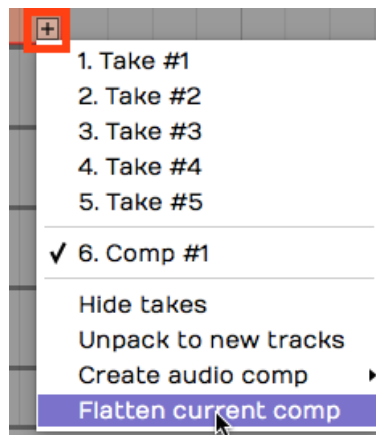 1. Take #1
2. Take #2
3. Take #3
4. Take #4
5. Take #5
✓ 6. Comp #1
Hide takes
Unpack to new tracks
Create audio comp
Flatten current comp